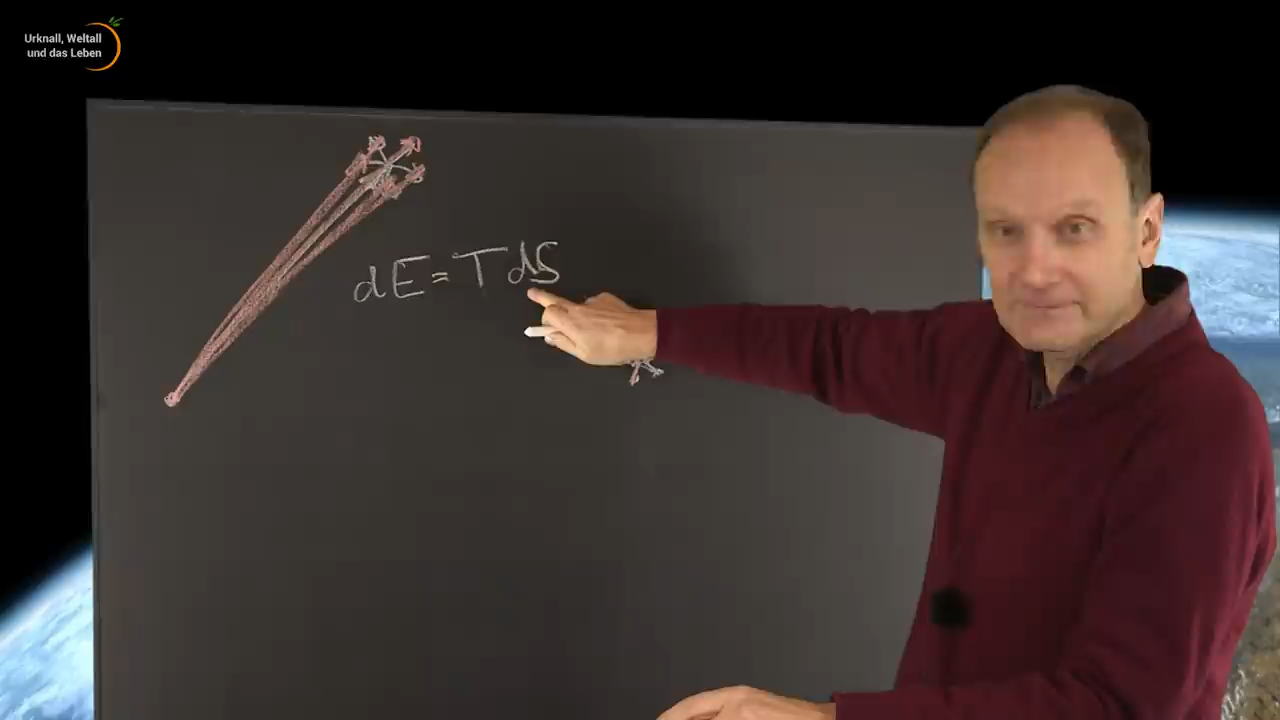 Urknall, Weltall
und das Leben
dE = T dS